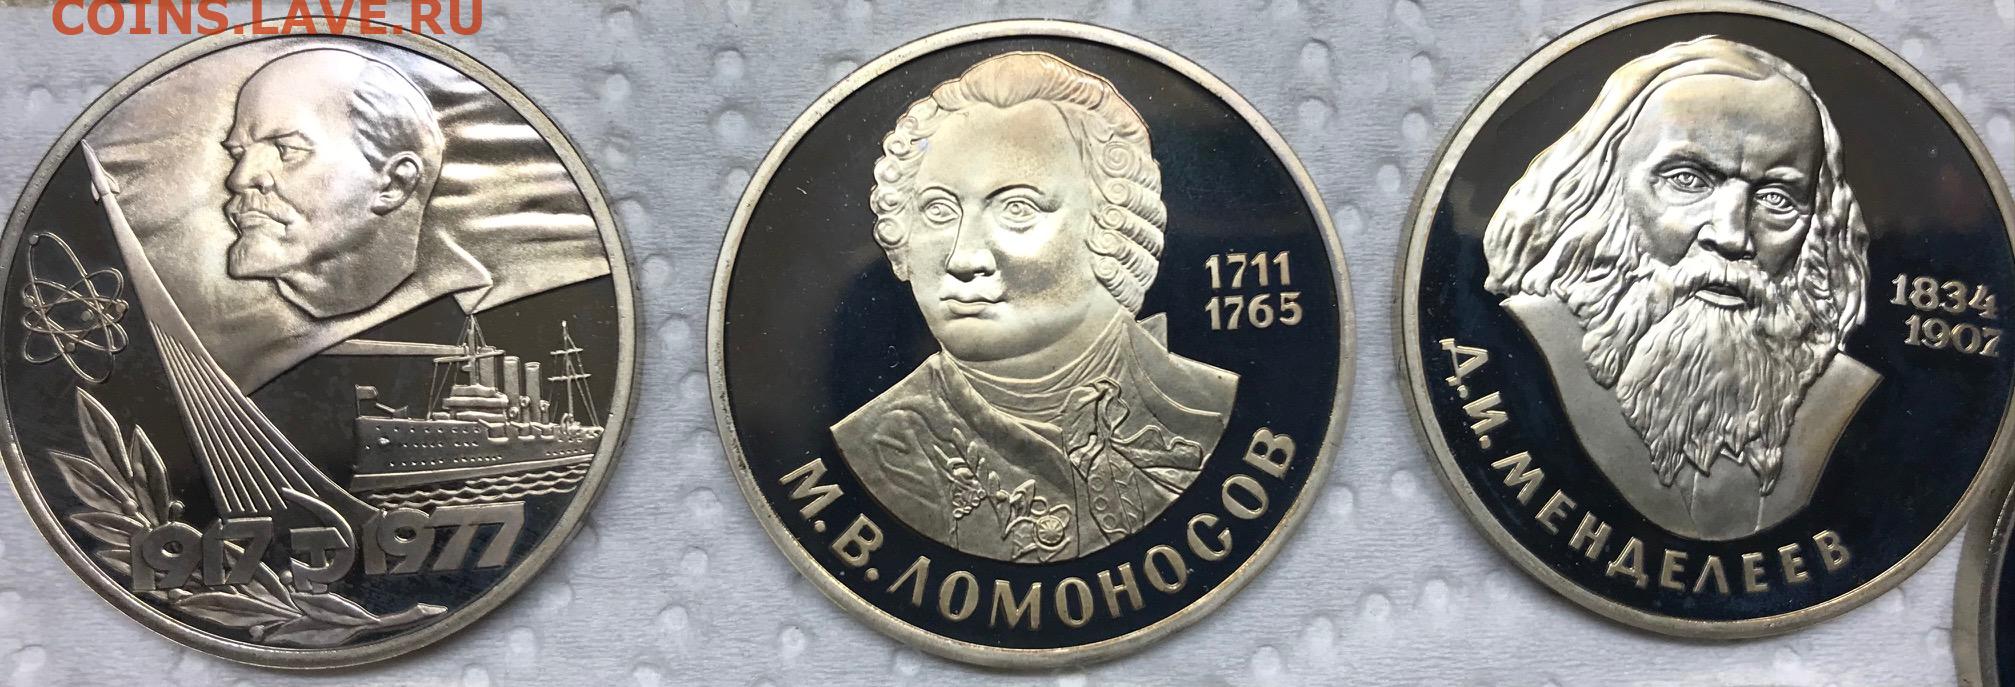 COINS.LAVE.RU
1917 1977
1711
1765
М.В. ЛОМОНОСОВ
1834
1907
Д.И. МЕНДЕЛЕЕВ